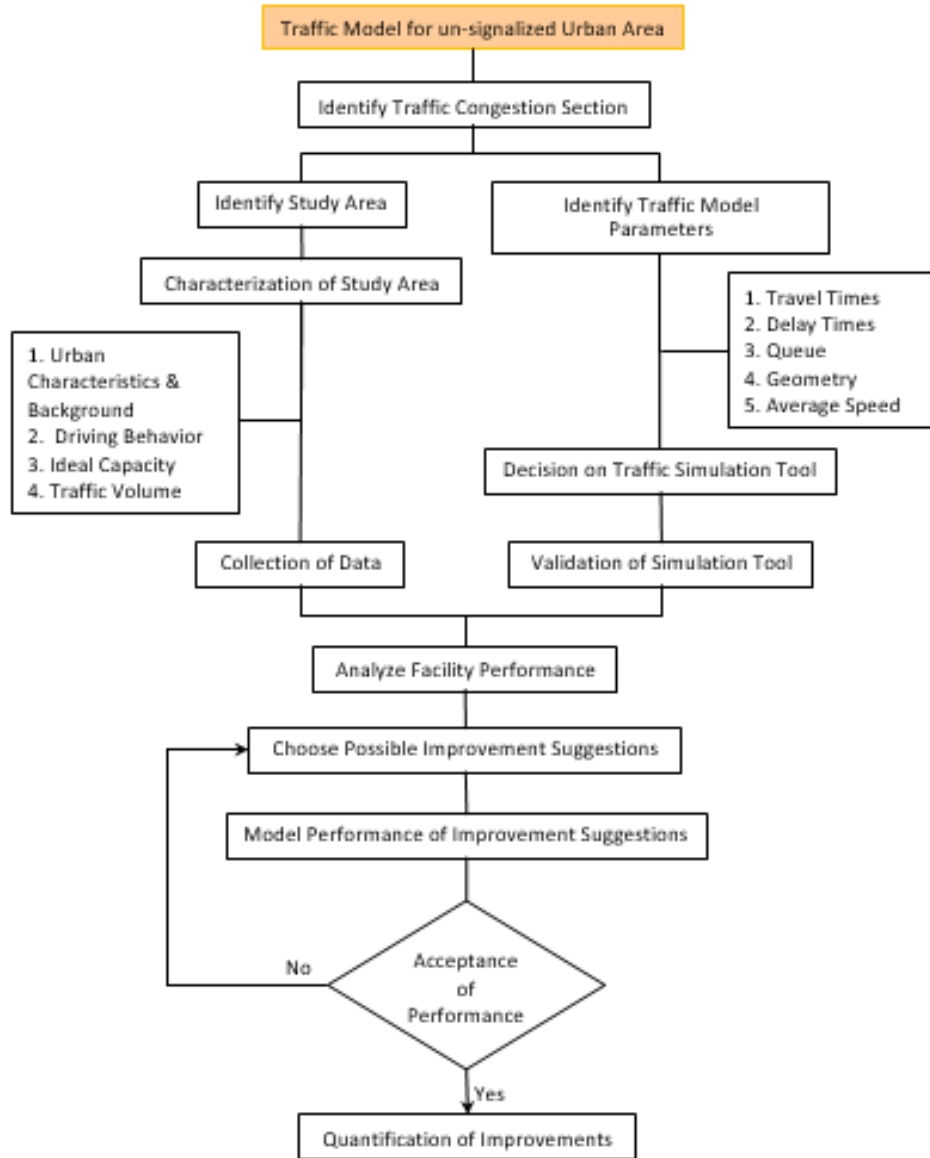 Traffic Model for un-signalized Urban Area
Identify Traffic Congestion Section
Identify Study Area
Identify Traffic Model
Parameters
Characterization of Study Area
1. Travel Times
2. Delay Times
3. Queue
4. Geometry
5. Average Speed
1. Urban
Characteristics &
Background
2. Driving Behavior
3. Ideal Capacity
4. Traffic Volume
Decision on Traffic Simulation Tool
Collection of Data
Validation of Simulation Tool
Analyze Facility Performance
Choose Possible Improvement Suggestions
Model Performance of Improvement Suggestions
Acceptance
of
Performance
No
Yes
Quantification of Improvements